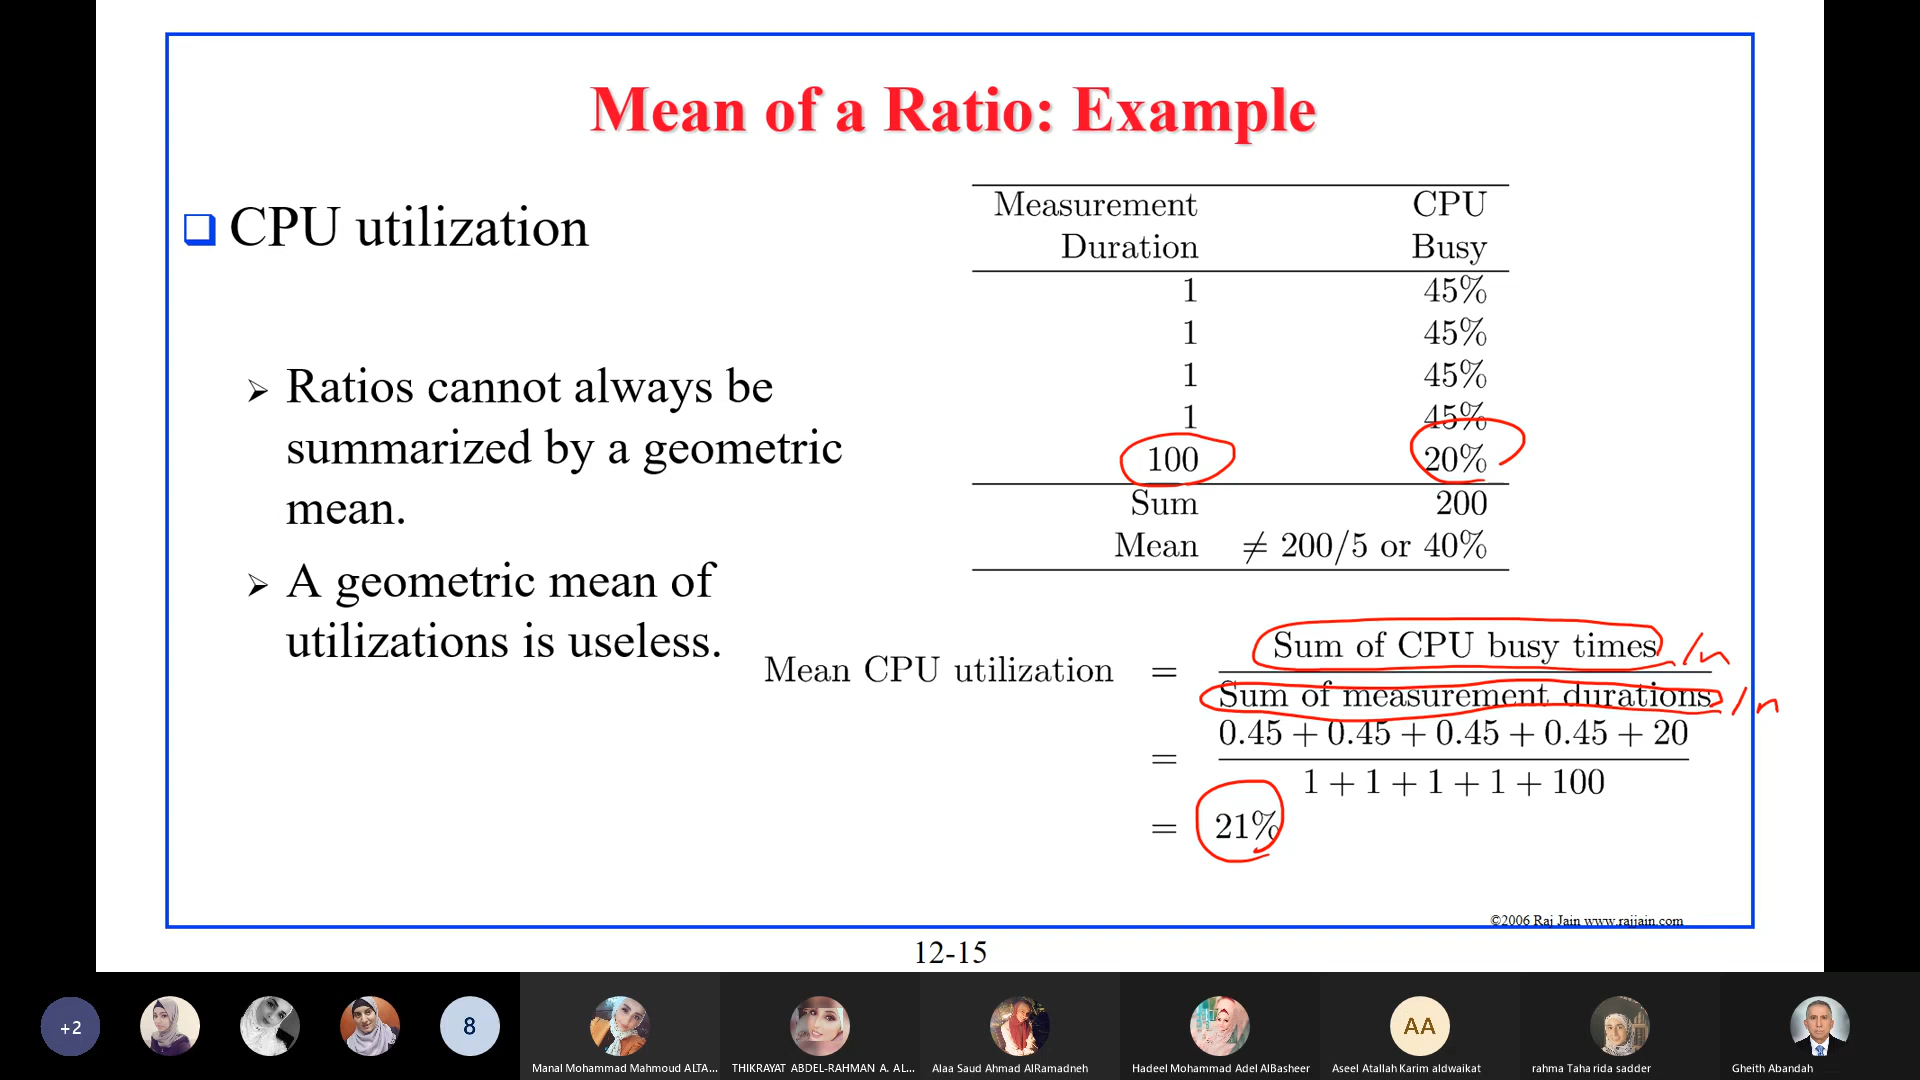 Mean of a Ratio: Example
CPU utilization
Ratios cannot always be
summarized by a geometric
mean.
A geometric mean of
utilizations is useless.
Measurement CPU
Duration Busy
1 45%
1 45%
1 45%
1 45%
100 20%
Sum 200
Mean ≠ 200/5 or 40%
Mean CPU utilization = Sum of CPU busy times /n
Sum of measurement durations /n
= 0.45 + 0.45 + 0.45 + 0.45 + 20
1 + 1 + 1 + 1 + 100
= 21%
©2006 Raj Jain www.rajjain.com
12-15
+2
8
AA
Manal Mohammad Mahmoud ALTA...
THIKRAYAT ABDEL-RAHMAN A. AL...
Alaa Saud Ahmad AlRamadneh
Hadeel Mohammad Adel AlBasheer
Aseel Atallah Karim aldwaikat
rahma Taha rida sadder
Gheith Abandah